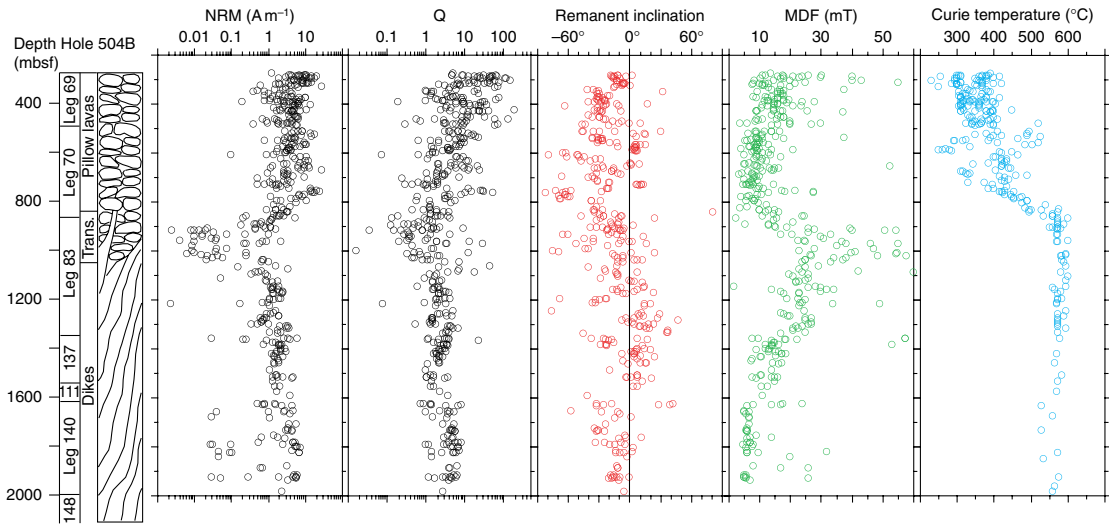 NRM (A m⁻¹) Q Remanent inclination MDF (mT) Curie temperature (°C)
Depth Hole 504B
(mbsf)
0.01 0.1 1 10 0.1 1 10 100 −60° 0° 60° 10 30 50 300 400 500 600
400
800
1200
1600
2000
Leg 69
Leg 70
Leg 83
137
111
Leg 140
148
Pillow lavas
Trans.
Dikes